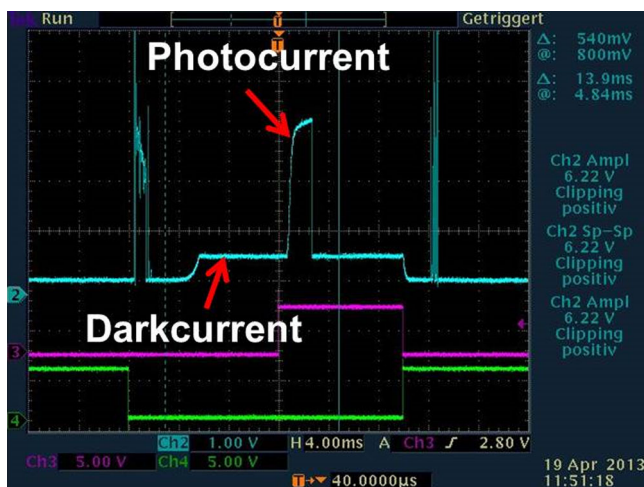 Tek Run
Getriggert
Photocurrent
Darkcurrent
Δ: 540mV
@: 800mV
Δ: 13.9ms
@: 4.84ms
Ch2 Ampl
6.22 V
Clipping
positiv
Ch2 Sp-Sp
6.22 V
Clipping
positiv
Ch2 Ampl
6.22 V
Clipping
positiv
2
3
4
T
T
Ch2 1.00 V H 4.00ms A Ch3 ʃ 2.80 V
Ch3 5.00 V Ch4 5.00 V
T→▼ 40.0000µs
19 Apr 2013
11:51:18